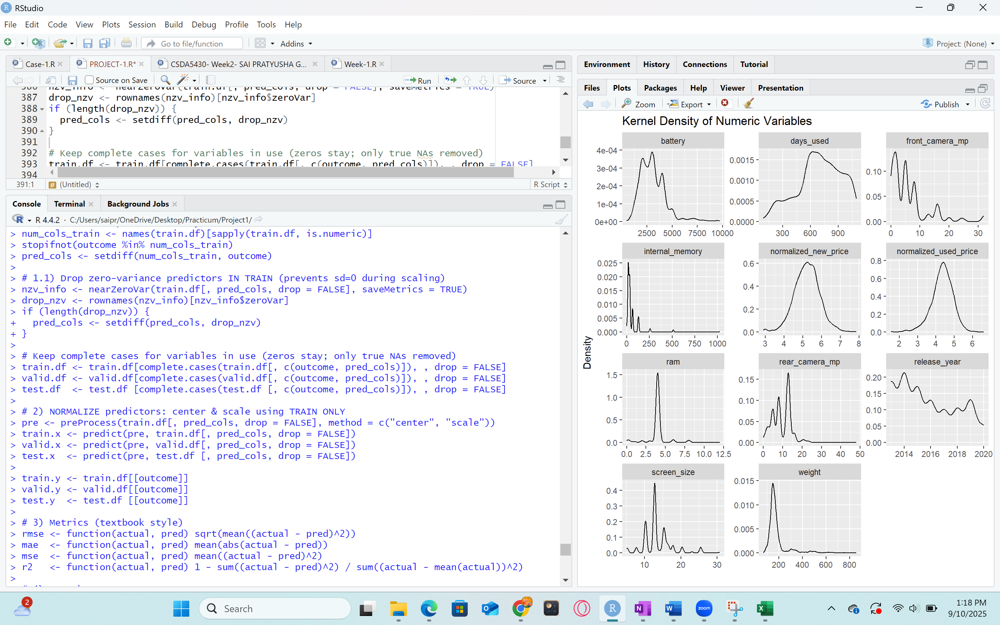 RStudio
File Edit Code View Plots Session Build Debug Profile Tools Help
Go to file/function Addins Project: (None)
Case-1.R PROJECT-1.R* CSDA5430- Week2- SAI PRATYUSHA G... Week-1.R
Source on Save Run Source
387 drop_nzv <- rownames(nzv_info)[nzv_info$zeroVar]
388 if (length(drop_nzv)) {
389 pred_cols <- setdiff(pred_cols, drop_nzv)
390 }
391
392 # Keep complete cases for variables in use (zeros stay; only true NAs removed)
393 train.df <- train.df[complete.cases(train.df[, c(outcome, pred_cols)]), , drop = FALSE]
394
391:1 (Untitled) R Script
Console Terminal Background Jobs
R 4.4.2 · C:/Users/saipr/OneDrive/Desktop/Practicum/Project1/
> num_cols_train <- names(train.df)[sapply(train.df, is.numeric)]
> stopifnot(outcome %in% num_cols_train)
> pred_cols <- setdiff(num_cols_train, outcome)
>
> # 1.1) Drop zero-variance predictors IN TRAIN (prevents sd=0 during scaling)
> nzv_info <- nearZeroVar(train.df[, pred_cols, drop = FALSE], saveMetrics = TRUE)
> drop_nzv <- rownames(nzv_info)[nzv_info$zeroVar]
> if (length(drop_nzv)) {
+ pred_cols <- setdiff(pred_cols, drop_nzv)
+ }
>
> # Keep complete cases for variables in use (zeros stay; only true NAs removed)
> train.df <- train.df[complete.cases(train.df[, c(outcome, pred_cols)]), , drop = FALSE]
> valid.df <- valid.df[complete.cases(valid.df[, c(outcome, pred_cols)]), , drop = FALSE]
> test.df <- test.df [complete.cases(test.df [, c(outcome, pred_cols)]), , drop = FALSE]
>
> # 2) NORMALIZE predictors: center & scale using TRAIN ONLY
> pre <- preProcess(train.df[, pred_cols, drop = FALSE], method = c("center", "scale"))
> train.x <- predict(pre, train.df[, pred_cols, drop = FALSE])
> valid.x <- predict(pre, valid.df[, pred_cols, drop = FALSE])
> test.x <- predict(pre, test.df [, pred_cols, drop = FALSE])
>
> train.y <- train.df[[outcome]]
> valid.y <- valid.df[[outcome]]
> test.y <- test.df [[outcome]]
>
> # 3) Metrics (textbook style)
> rmse <- function(actual, pred) sqrt(mean((actual - pred)^2))
> mae <- function(actual, pred) mean(abs(actual - pred))
> mse <- function(actual, pred) mean((actual - pred)^2)
> r2 <- function(actual, pred) 1 - sum((actual - pred)^2) / sum((actual - mean(actual))^2)
>
Environment History Connections Tutorial
Files Plots Packages Help Viewer Presentation
Zoom Export Publish
Kernel Density of Numeric Variables
Density
battery
4e-04
3e-04
2e-04
1e-04
0e+00
2500 5000 7500 10000
days_used
0.0015
0.0010
0.0005
0.0000
300 600 900
front_camera_mp
0.10
0.05
0.00
0 10 20 30
internal_memory
0.025
0.020
0.015
0.010
0.005
0.000
0 250 500 750 1000
normalized_new_price
0.6
0.4
0.2
0.0
3 4 5 6 7 8
normalized_used_price
0.8
0.6
0.4
0.2
0.0
2 3 4 5 6
ram
1.5
1.0
0.5
0.0
0.0 2.5 5.0 7.5 10.0 12.5
rear_camera_mp
0.15
0.10
0.05
0.00
0 10 20 30 40 50
release_year
0.20
0.15
0.10
0.05
0.00
2014 2016 2018 2020
screen_size
0.4
0.3
0.2
0.1
0.0
10 20 30
weight
0.015
0.010
0.005
0.000
200 400 600 800
2
Search
zoom
1:18 PM
9/10/2025